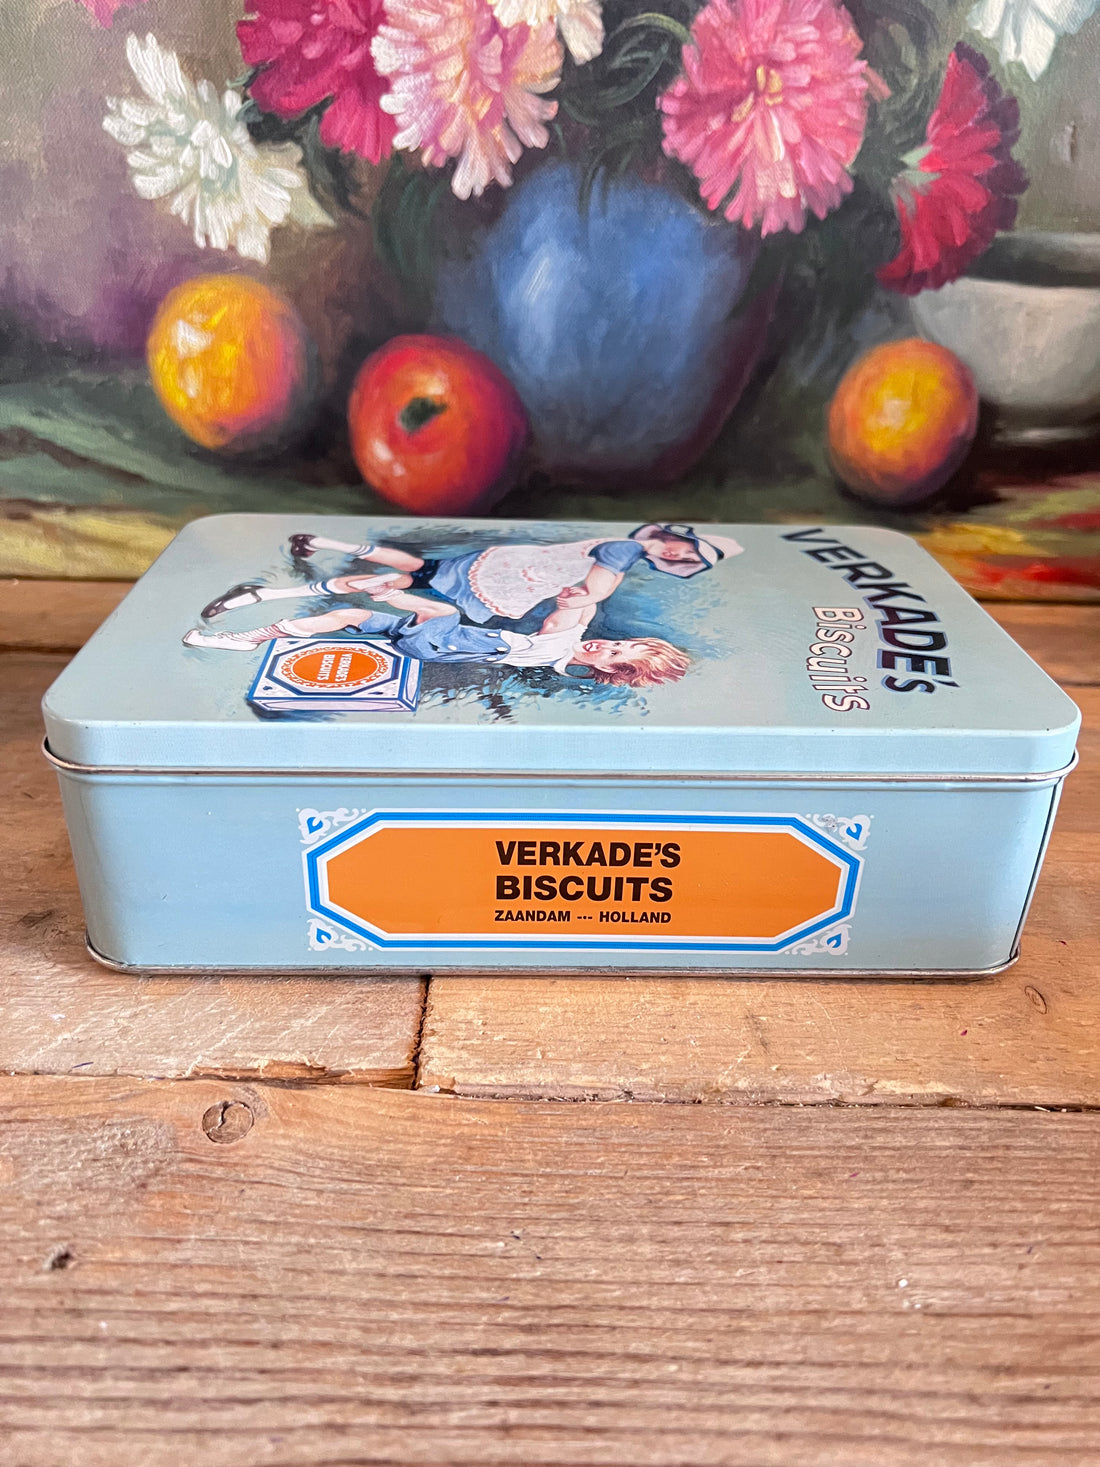 VERKADE's
Biscuits
VERKADE'S
BISCUITS
VERKADE'S
BISCUITS
ZAANDAM --- HOLLAND